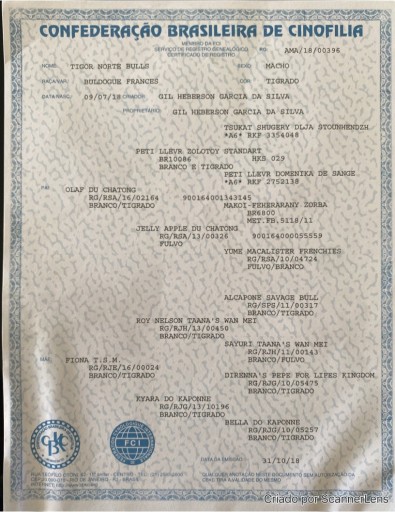 CONFEDERAÇÃO BRASILEIRA DE CINOFILIA
MEMBRO DA FCI
SERVIÇO DE REGISTRO GENEALÓGICO
CERTIFICADO DE REGISTRO
AMA/18/00396
NOME: TIGOR NORTE BULLS SEXO: MACHO
RAÇA/VAR: BULDOGUE FRANCES COR: TIGRADO
DATA NASC: 09/07/18 CRIADOR: GIL HEBERSON GARCIA DA SILVA
PROPRIETÁRIO: GIL HEBERSON GARCIA DA SILVA
TSUKAT SHUGERY DLJA STOUNHENDZH
*A6* RKF 3354048
PETI LLEVR ZOLOTOY STANDART
BR10086 HKS 029
BRANCO E TIGRADO
PETI LLEVR DOMENIKA DE SANGE
*A6* RKF 2752138
PAI: OLAF DU CHATONG
RG/RSA/16/02164 900164001343145
BRANCO/TIGRADO
MAKOI-FEHERARANY ZORBA
BR6800
MET.FB.5118/11
JELLY APPLE DU CHATONG
RG/RSA/13/00326 900164000055559
FULVO
YUME MACALISTER FRENCHIES
RG/RSA/10/04724
FULVO/BRANCO
ALCAPONE SAVAGE BULL
RG/SPS/11/00317
BRANCO/TIGRADO
ROY NELSON TAANA'S WAN MEI
RG/RJH/13/00450
BRANCO/TIGRADO
SAYURI TAANA'S WAN MEI
RG/RJH/11/00143
BRANCO/FULVO
MÃE: FIONA T.S.M.
RG/RJE/16/00024
BRANCO/TIGRADO
DIRENNA'S PEPE FOR LIFES KINGDOM
RG/RJG/10/05475
BRANCO/TIGRADO
KYARA DO KAPONNE
RG/RJG/13/10196
BRANCO/TIGRADO
BELLA DO KAPONNE
RG/RJG/10/05257
BRANCO/TIGRADO
CBKC
FCI
DATA DA EMISSÃO: 31/10/18
Criado por ScannerLens